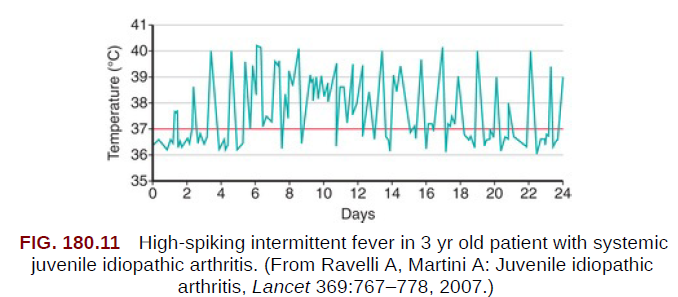 41
40
39
38
37
36
35
Temperature (°C)
0 2 4 6 8 10 12 14 16 18 20 22 24
Days
FIG. 180.11 High-spiking intermittent fever in 3 yr old patient with systemic
juvenile idiopathic arthritis. (From Ravelli A, Martini A: Juvenile idiopathic
arthritis, Lancet 369:767–778, 2007.)